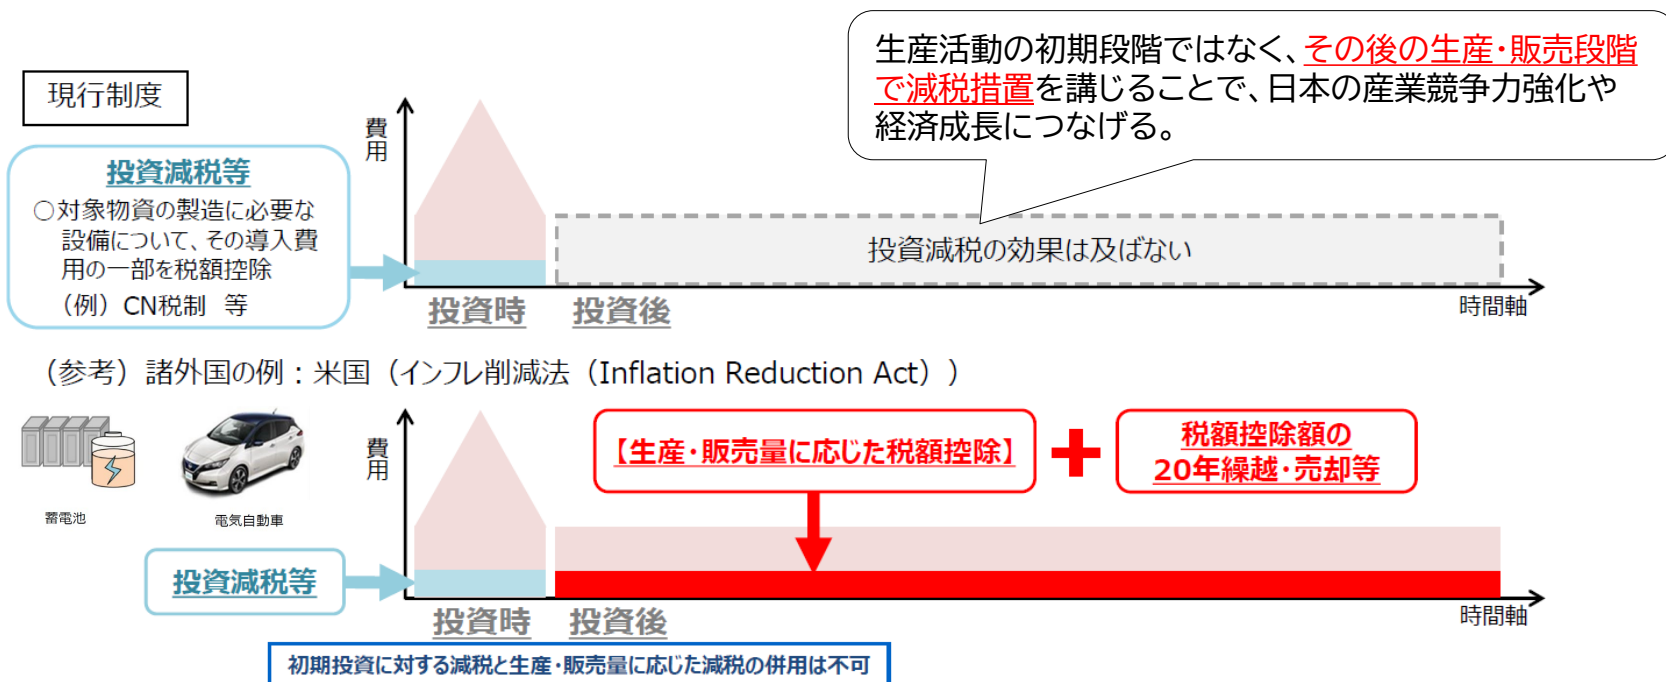 生産活動の初期段階ではなく、その後の生産・販売段階
で減税措置を講じることで、日本の産業競争力強化や
経済成長につなげる。
現行制度
費用
投資減税等
○対象物資の製造に必要な
設備について、その導入費
用の一部を税額控除
（例）CN税制　等
投資減税の効果は及ばない
投資時
投資後
時間軸
（参考）諸外国の例：米国（インフレ削減法（Inflation Reduction Act））
費用
【生産・販売量に応じた税額控除】
税額控除額の
20年繰越・売却等
蓄電池
電気自動車
投資減税等
投資時
投資後
時間軸
初期投資に対する減税と生産・販売量に応じた減税の併用は不可